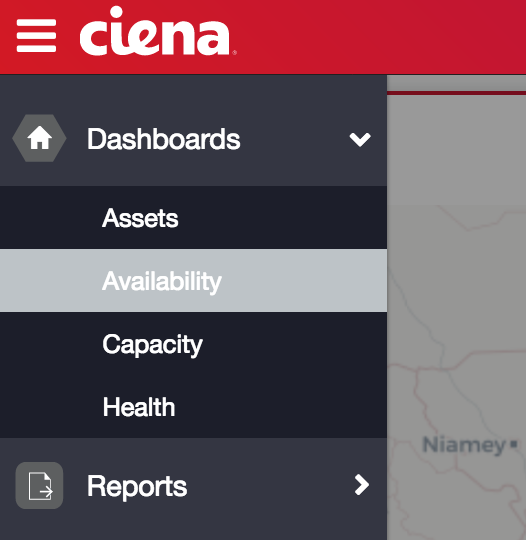 ciena
Dashboards
Assets
Availability
Capacity
Health
Niamey
Reports